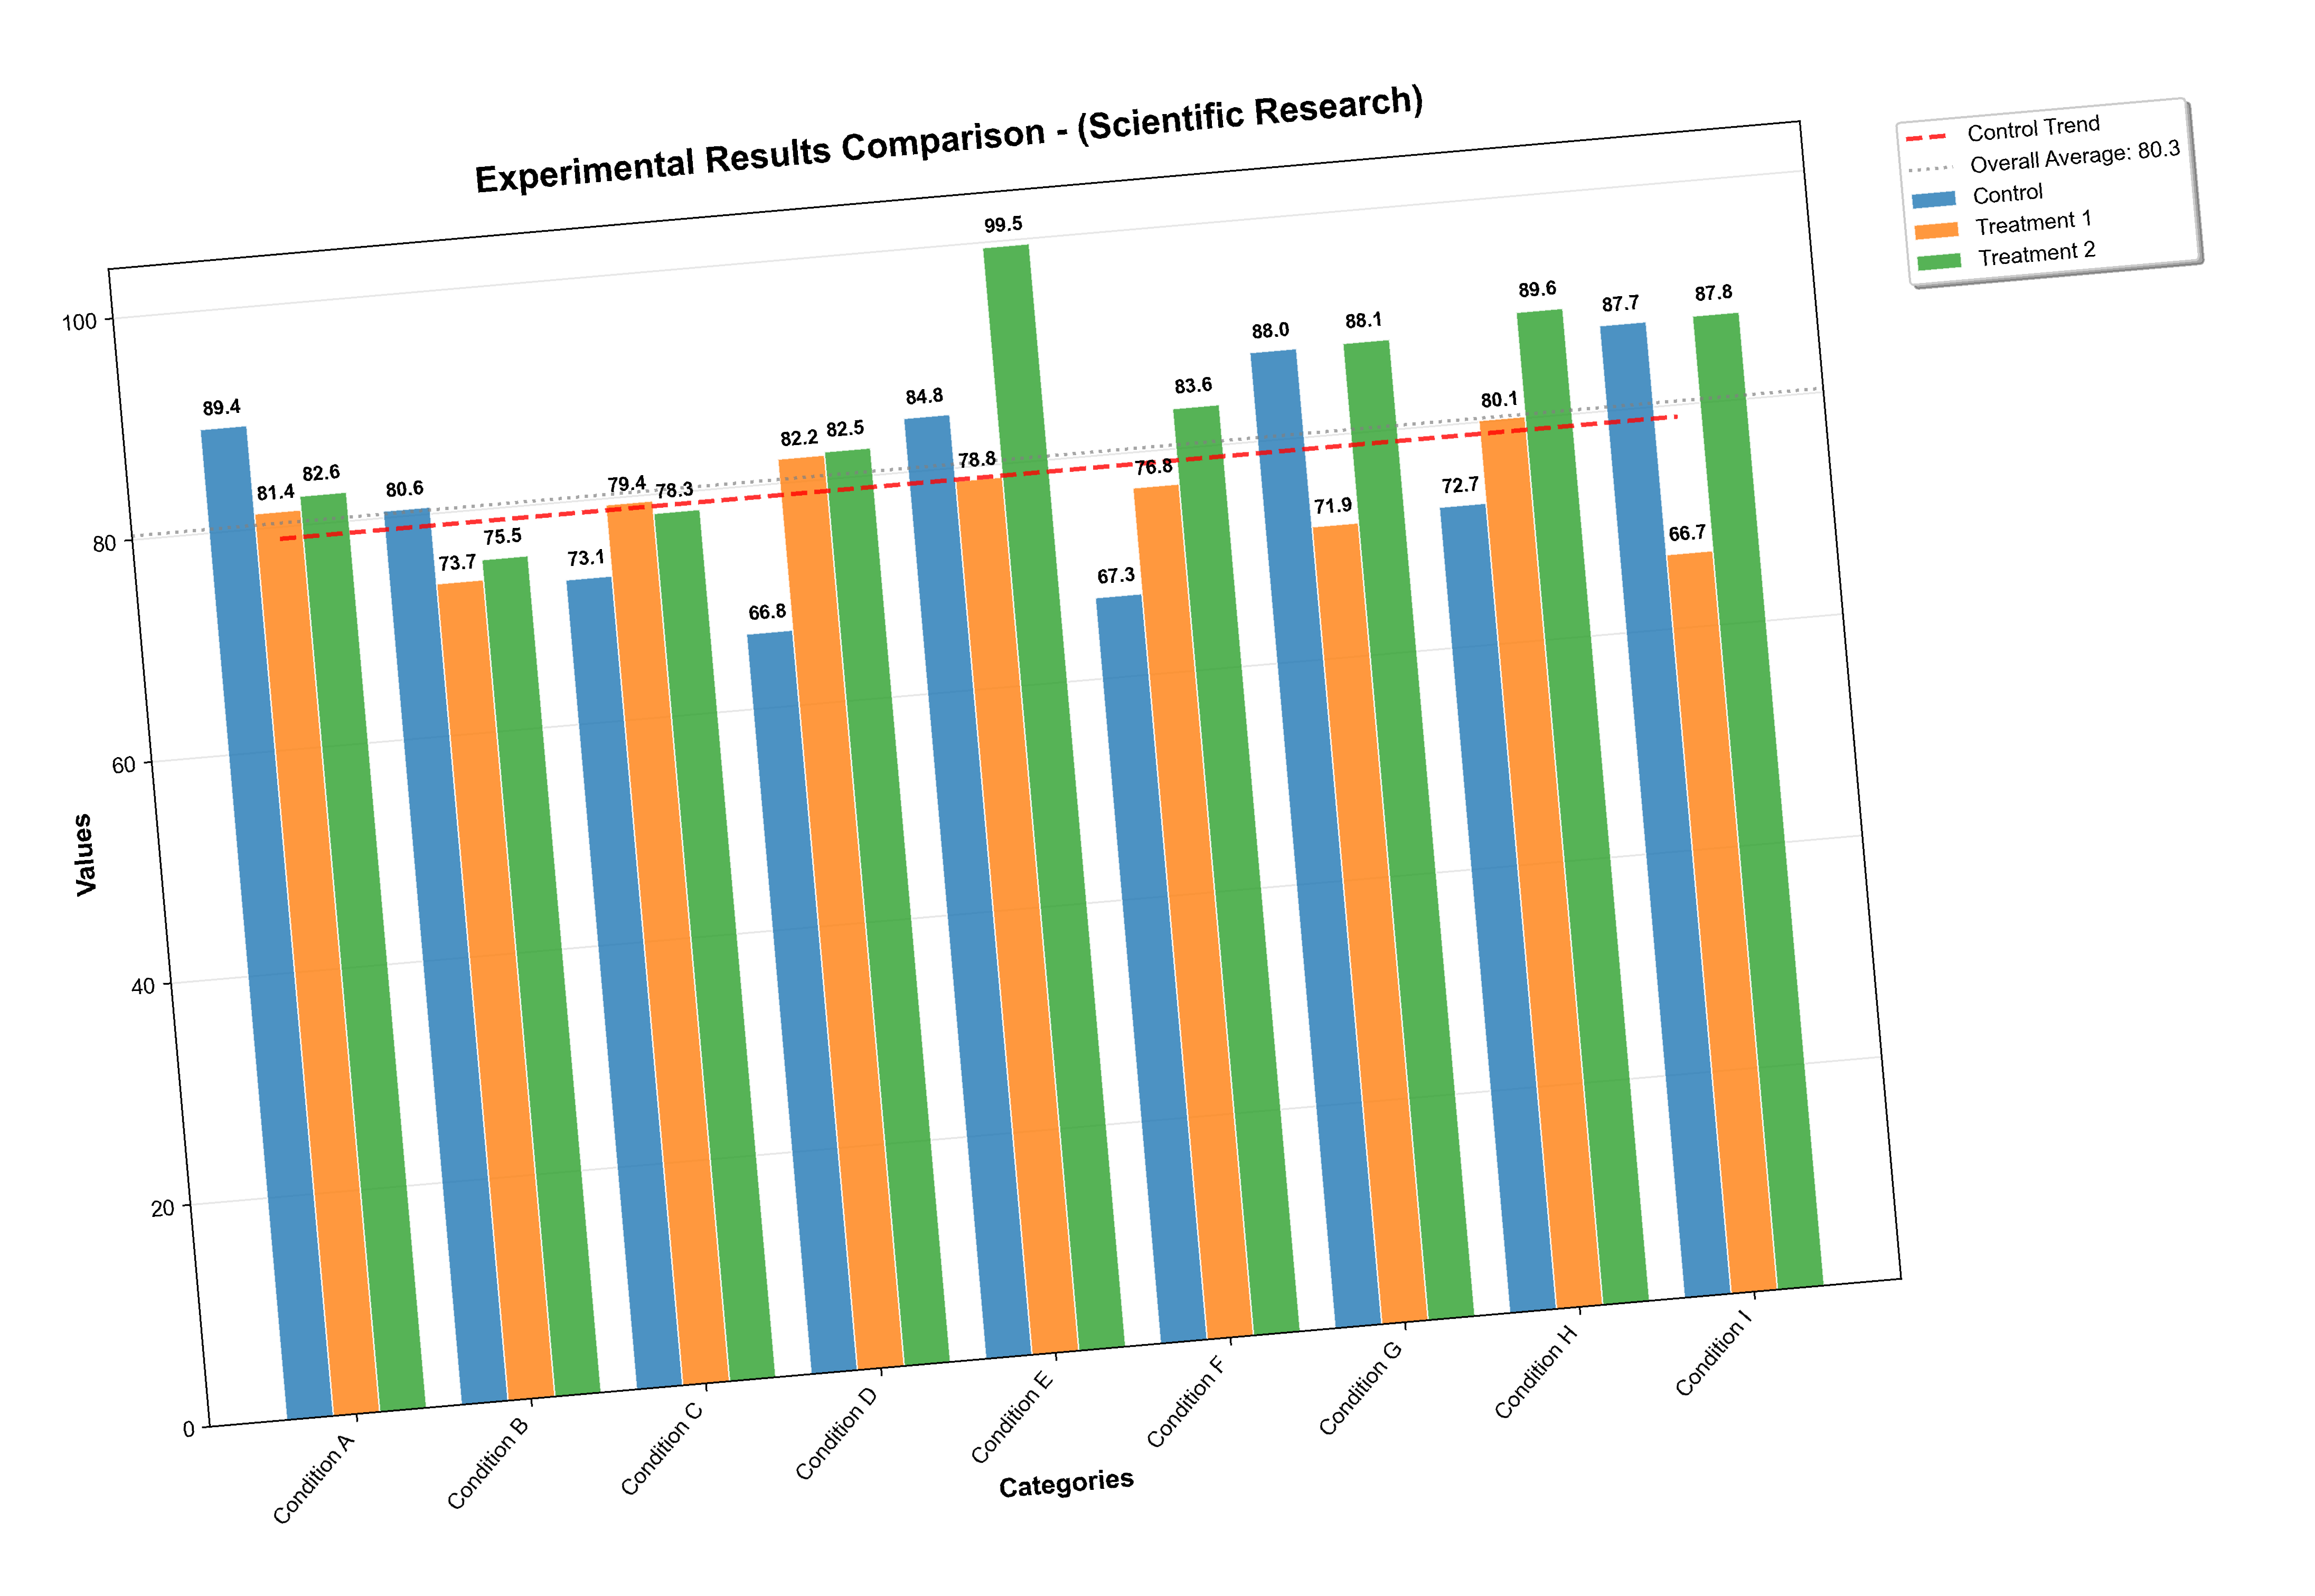 Experimental Results Comparison - (Scientific Research)
Control Trend
Overall Average: 80.3
Control
Treatment 1
Treatment 2
Values
100
80
60
40
20
0
89.4
81.4
82.6
80.6
73.7
75.5
73.1
79.4
78.3
66.8
82.2
82.5
84.8
78.8
99.5
67.3
76.8
83.6
88.0
71.9
88.1
72.7
80.1
89.6
87.7
66.7
87.8
Condition A
Condition B
Condition C
Condition D
Condition E
Condition F
Condition G
Condition H
Condition I
Categories